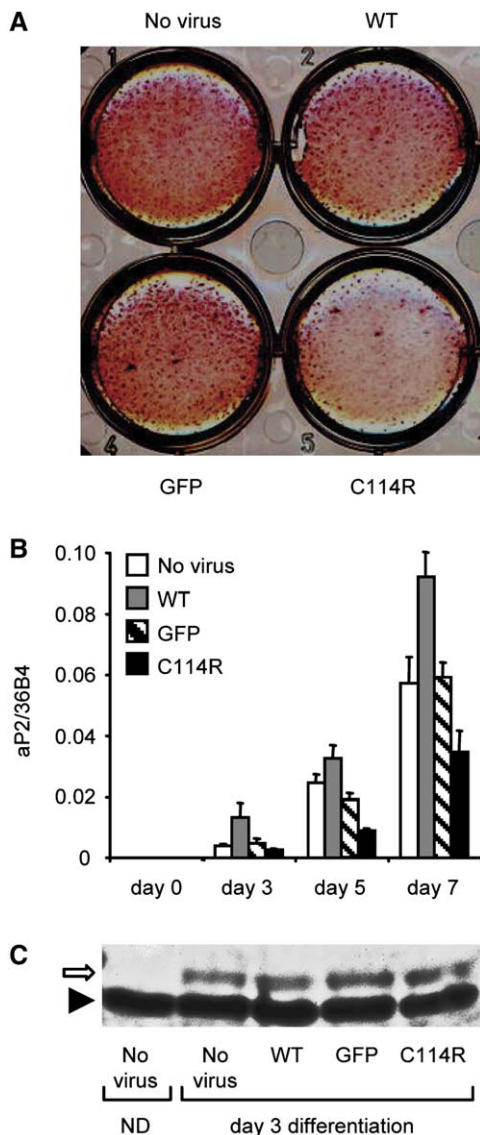 A
No virus WT
1 2
4 5
GFP C114R
B
0.10
0.08
0.06
0.04
0.02
0
aP2/36B4
No virus
WT
GFP
C114R
day 0 day 3 day 5 day 7
C
No virus No virus WT GFP C114R
ND day 3 differentiation